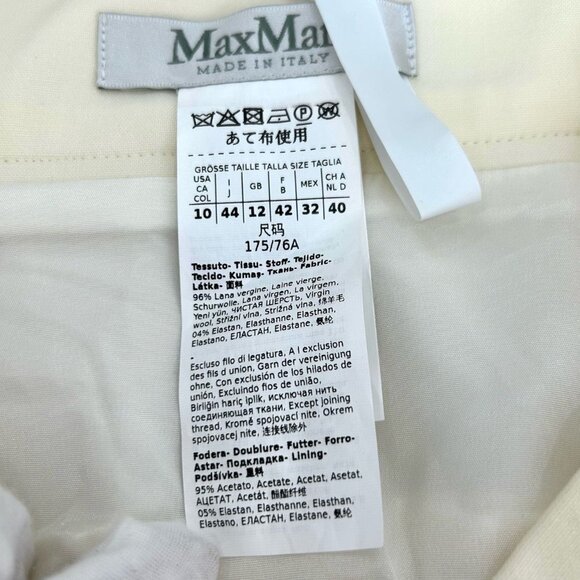 MaxMar
MADE IN ITALY
あて布使用
GRÖSSE TAILLE TALLA SIZE TAGLIA
USA CA COL I J GB F B MEX CH A NL D
10 44 12 42 32 40
尺码
175/76A
Tessuto- Tissu- Stoff- Tejido-
Tecido- Kumaş- Ткань- Fabric-
Látka- 面料
96% Lana vergine, Laine vierge,
Schurwolle, Lana virgen, La virgem,
Yeni yün, ЧИСТАЯ ШЕРСТЬ, Virgin
wool, Střižní vlna, Strižná vlna, 绵羊毛
04% Elastan, Elasthanne, Elasthan,
Elastano, ЕЛАСТАН, Elastane, 氨纶
-
Escluso filo di legatura, A l exclusion
des fils d union, Garn der vereinigung
ohne, Con exclusión de los hilados de
unión, Excluindo fios de união,
Birliğin hariç iplik, исключая нить
соединяющая ткани, Except joining
thread, Kromě spojovací nite, Okrem
spojovacej nite, 连接线除外
Fodera- Doublure- Futter- Forro-
Astar- Подкладка- Lining-
Podšívka- 里料
95% Acetato, Acetate, Acetat, Asetat,
АЦЕТАТ, Acetát, 醋酯纤维
05% Elastan, Elasthanne, Elasthan,
Elastano, ЕЛАСТАН, Elastane, 氨纶